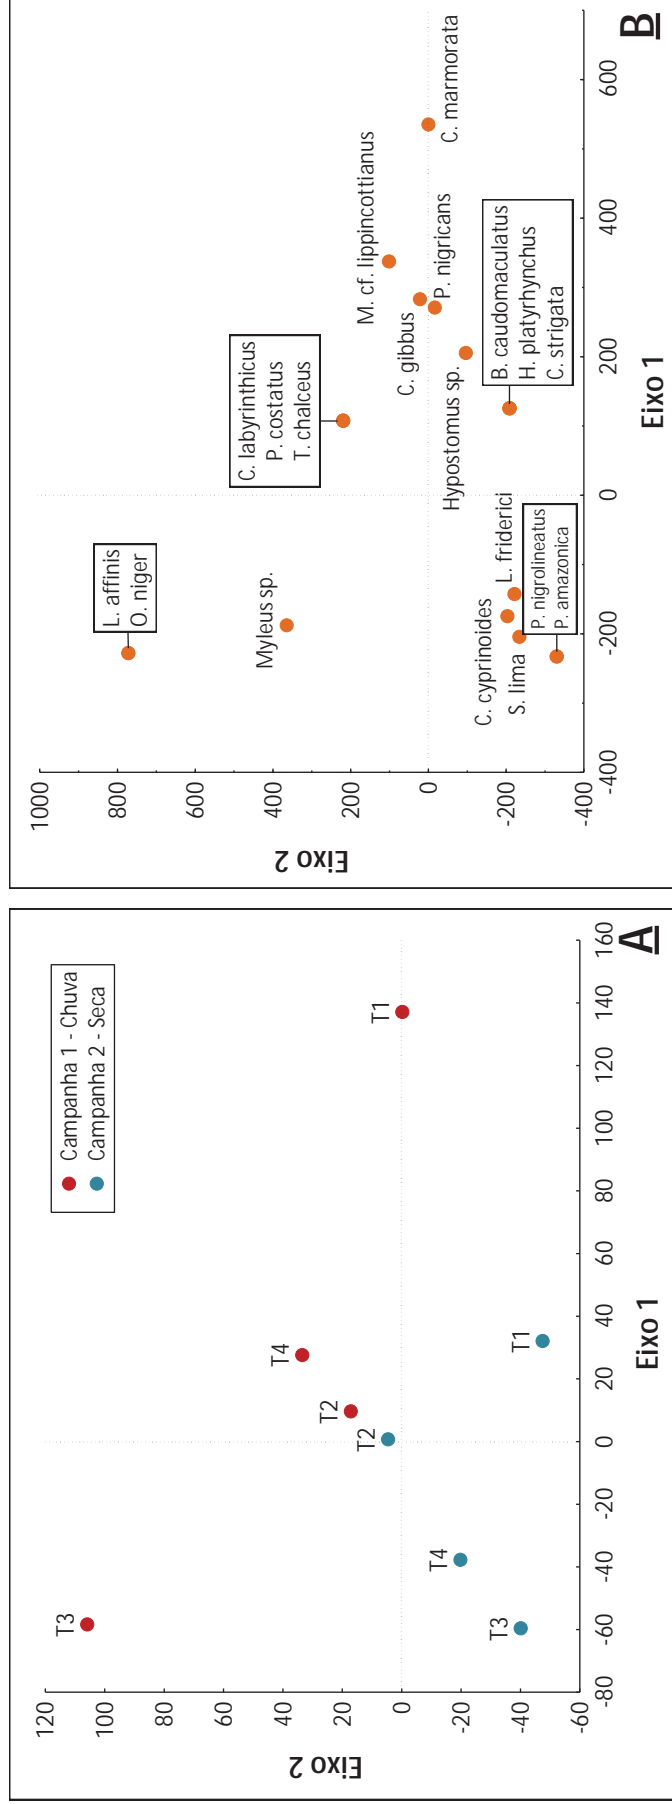 120
100
80
60
40
20
0
-20
-40
-60
Eixo 2
-80
-60
-40
-20
0
20
40
60
80
100
120
140
160
Eixo 1
Campanha 1 - Chuva
Campanha 2 - Seca
T3
T4
T2
T2
T1
T4
T3
T1
A
1000
800
600
400
200
0
-200
-400
Eixo 2
-400
-200
0
200
400
600
Eixo 1
L. affinis
O. niger
Myleus sp.
C. labyrinthicus
P. costatus
T. chalceus
M. cf. lippincottianus
C. gibbus
P. nigricans
C. marmorata
Hypostomus sp.
B. caudomaculatus
H. platyrhynchus
C. strigata
C. cyprinoides
L. friderici
S. lima
P. nigrolineatus
P. amazonica
B